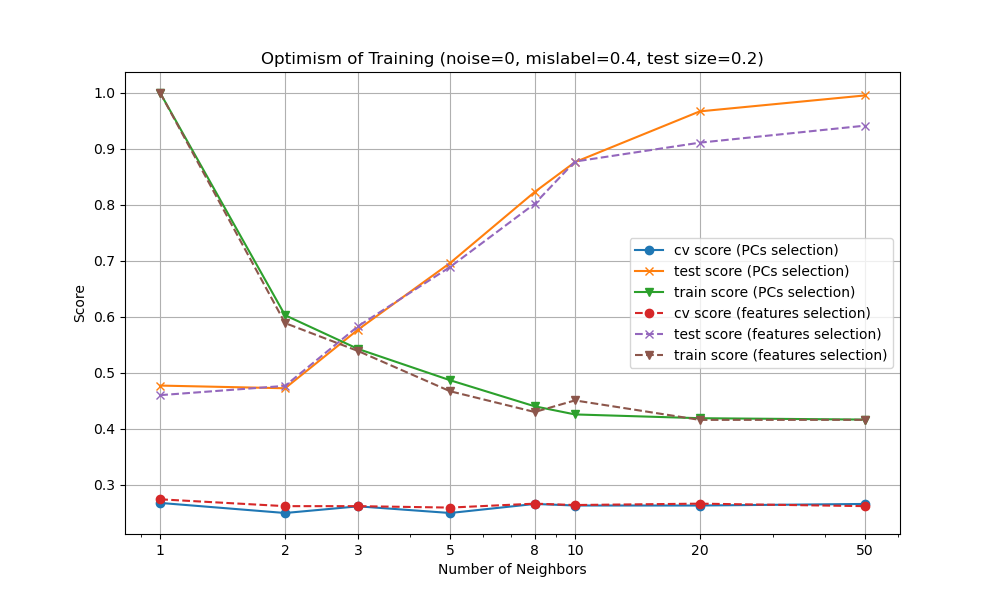 Optimism of Training (noise=0, mislabel=0.4, test size=0.2)
1.0
0.9
0.8
0.7
0.6
0.5
0.4
0.3
Score
cv score (PCs selection)
test score (PCs selection)
train score (PCs selection)
cv score (features selection)
test score (features selection)
train score (features selection)
1 2 3 5 8 10 20 50
Number of Neighbors